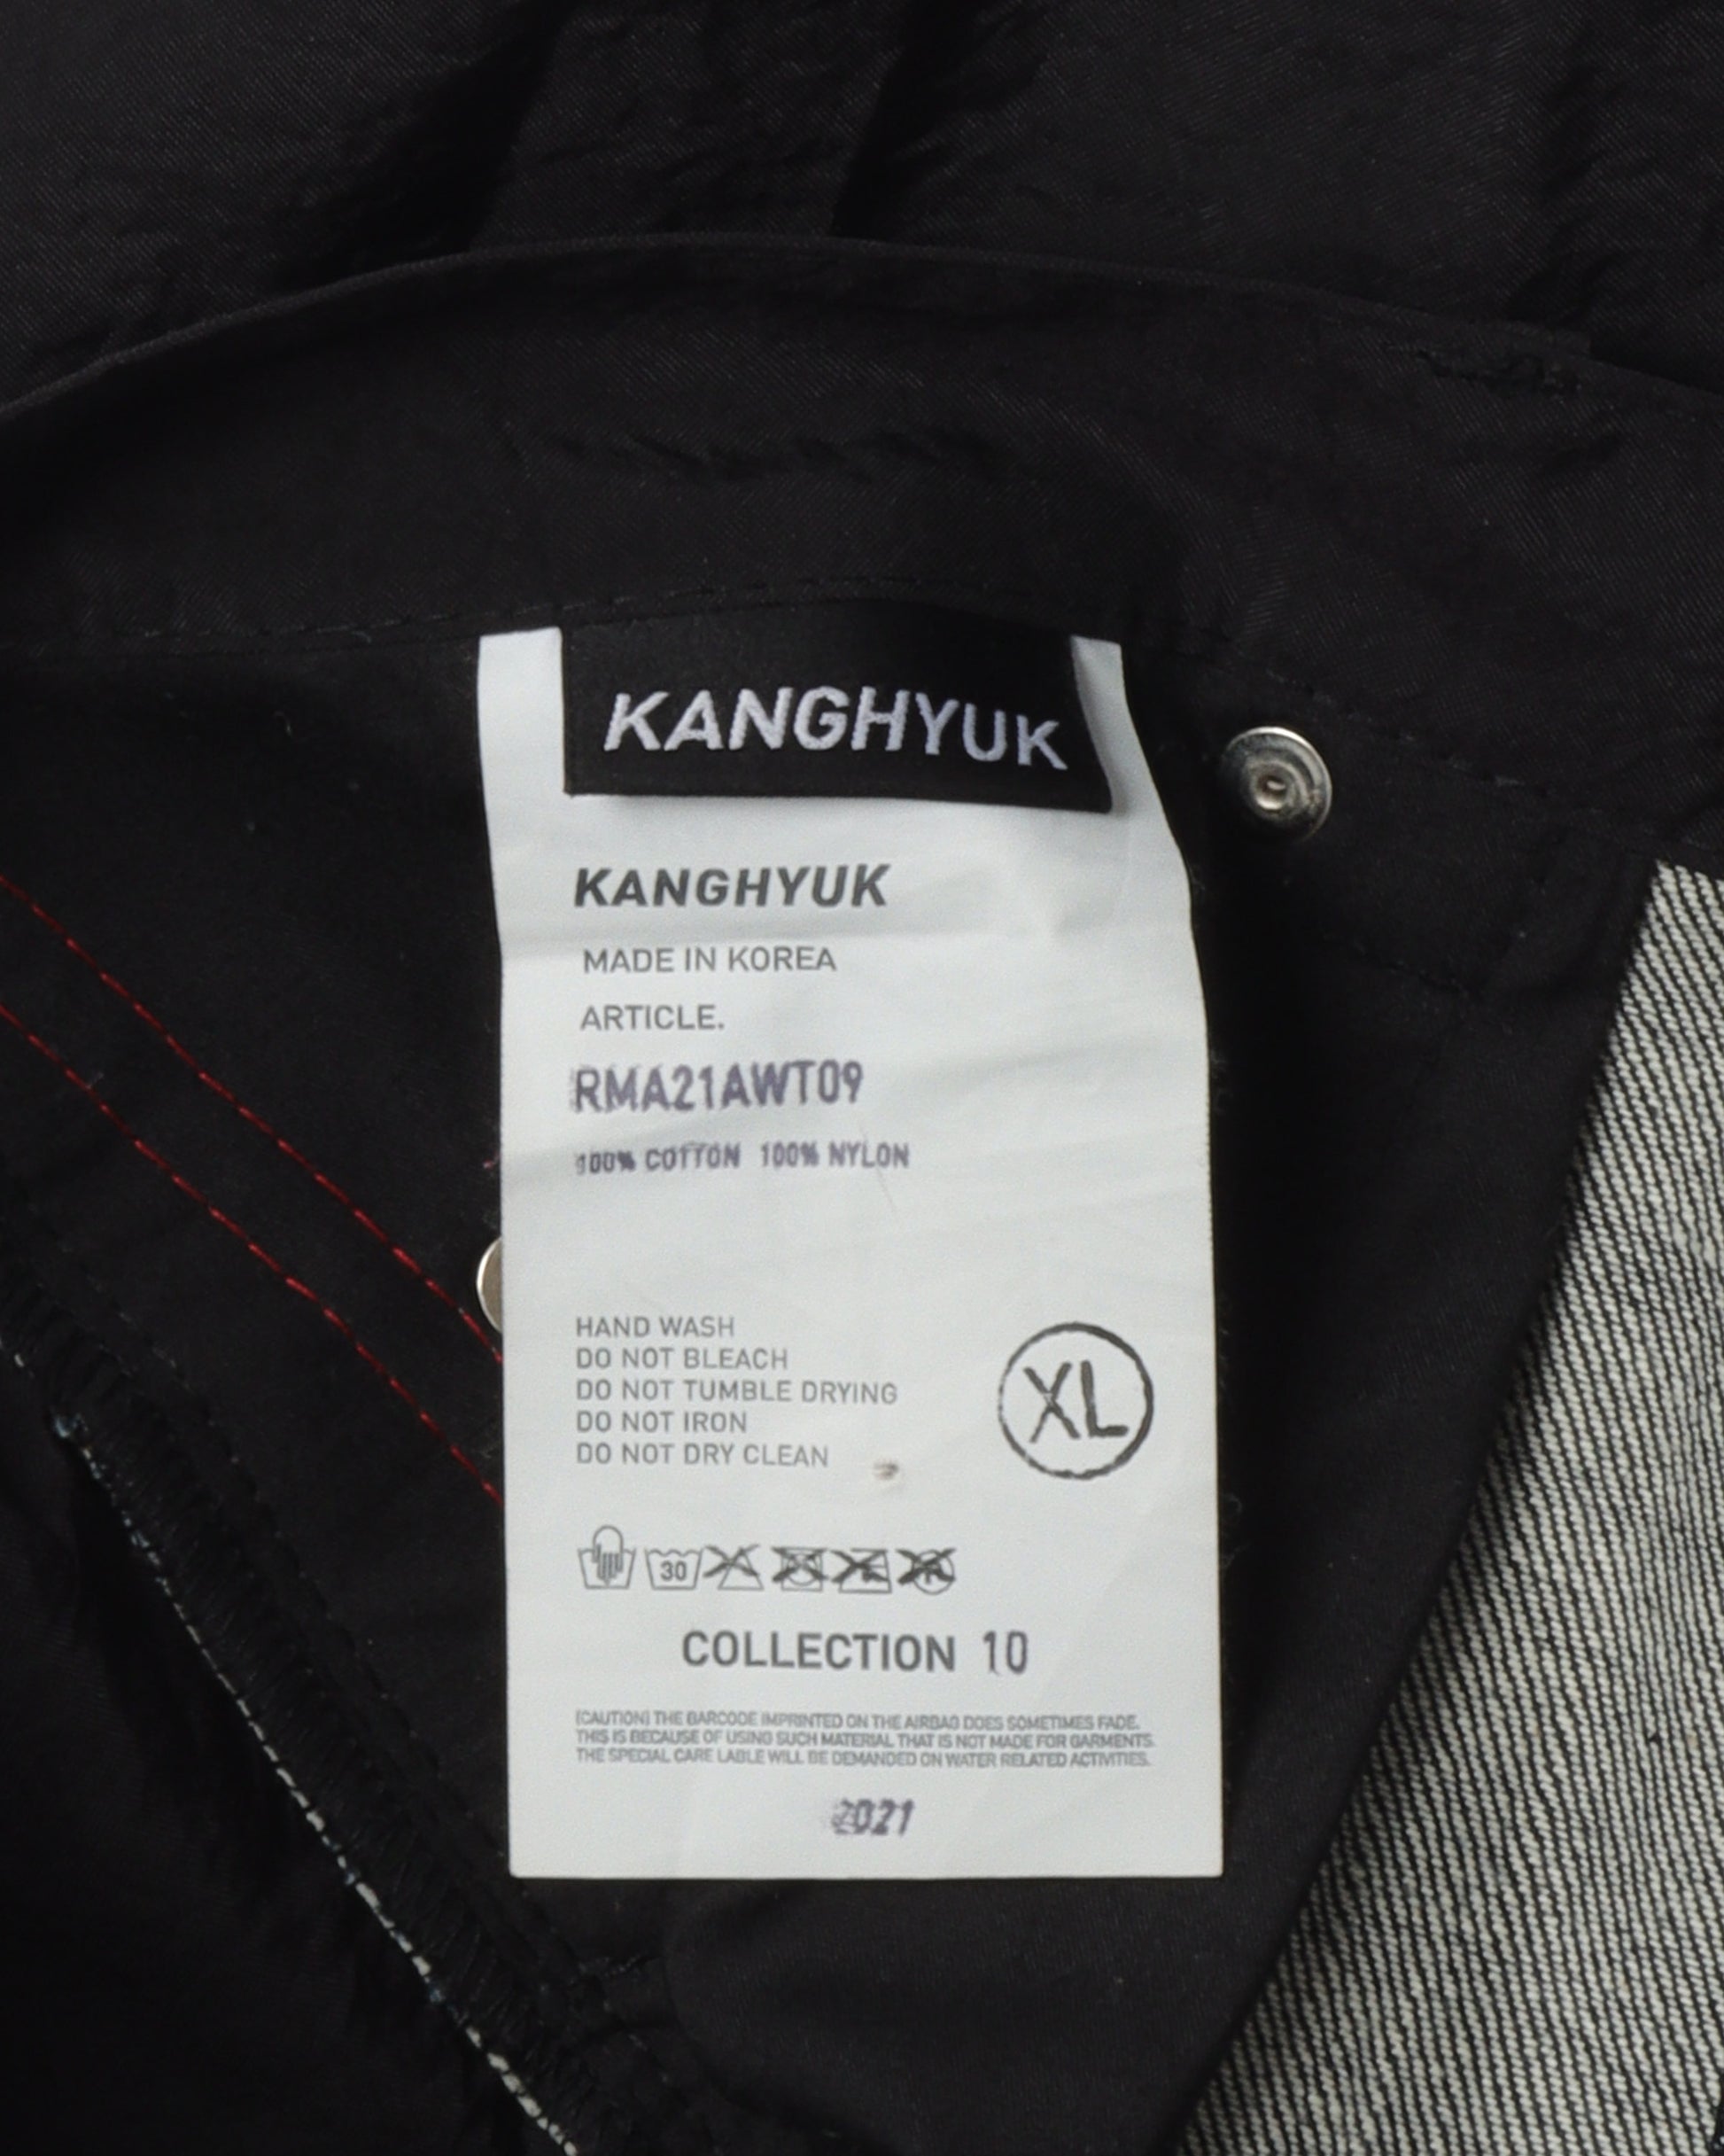 KANGHYUK
KANGHYUK
MADE IN KOREA
ARTICLE.
RMA21AWT09
100% COTTON 100% NYLON
HAND WASH
DO NOT BLEACH
DO NOT TUMBLE DRYING
DO NOT IRON
DO NOT DRY CLEAN
XL
30
COLLECTION 10
(CAUTION) THE BARCODE IMPRINTED ON THE AIRBAG DOES SOMETIMES FADE.
THIS IS BECAUSE OF USING SUCH MATERIAL THAT IS NOT MADE FOR GARMENTS.
THE SPECIAL CARE LABLE WILL BE DEMANDED ON WATER RELATED ACTIVITIES.
2021